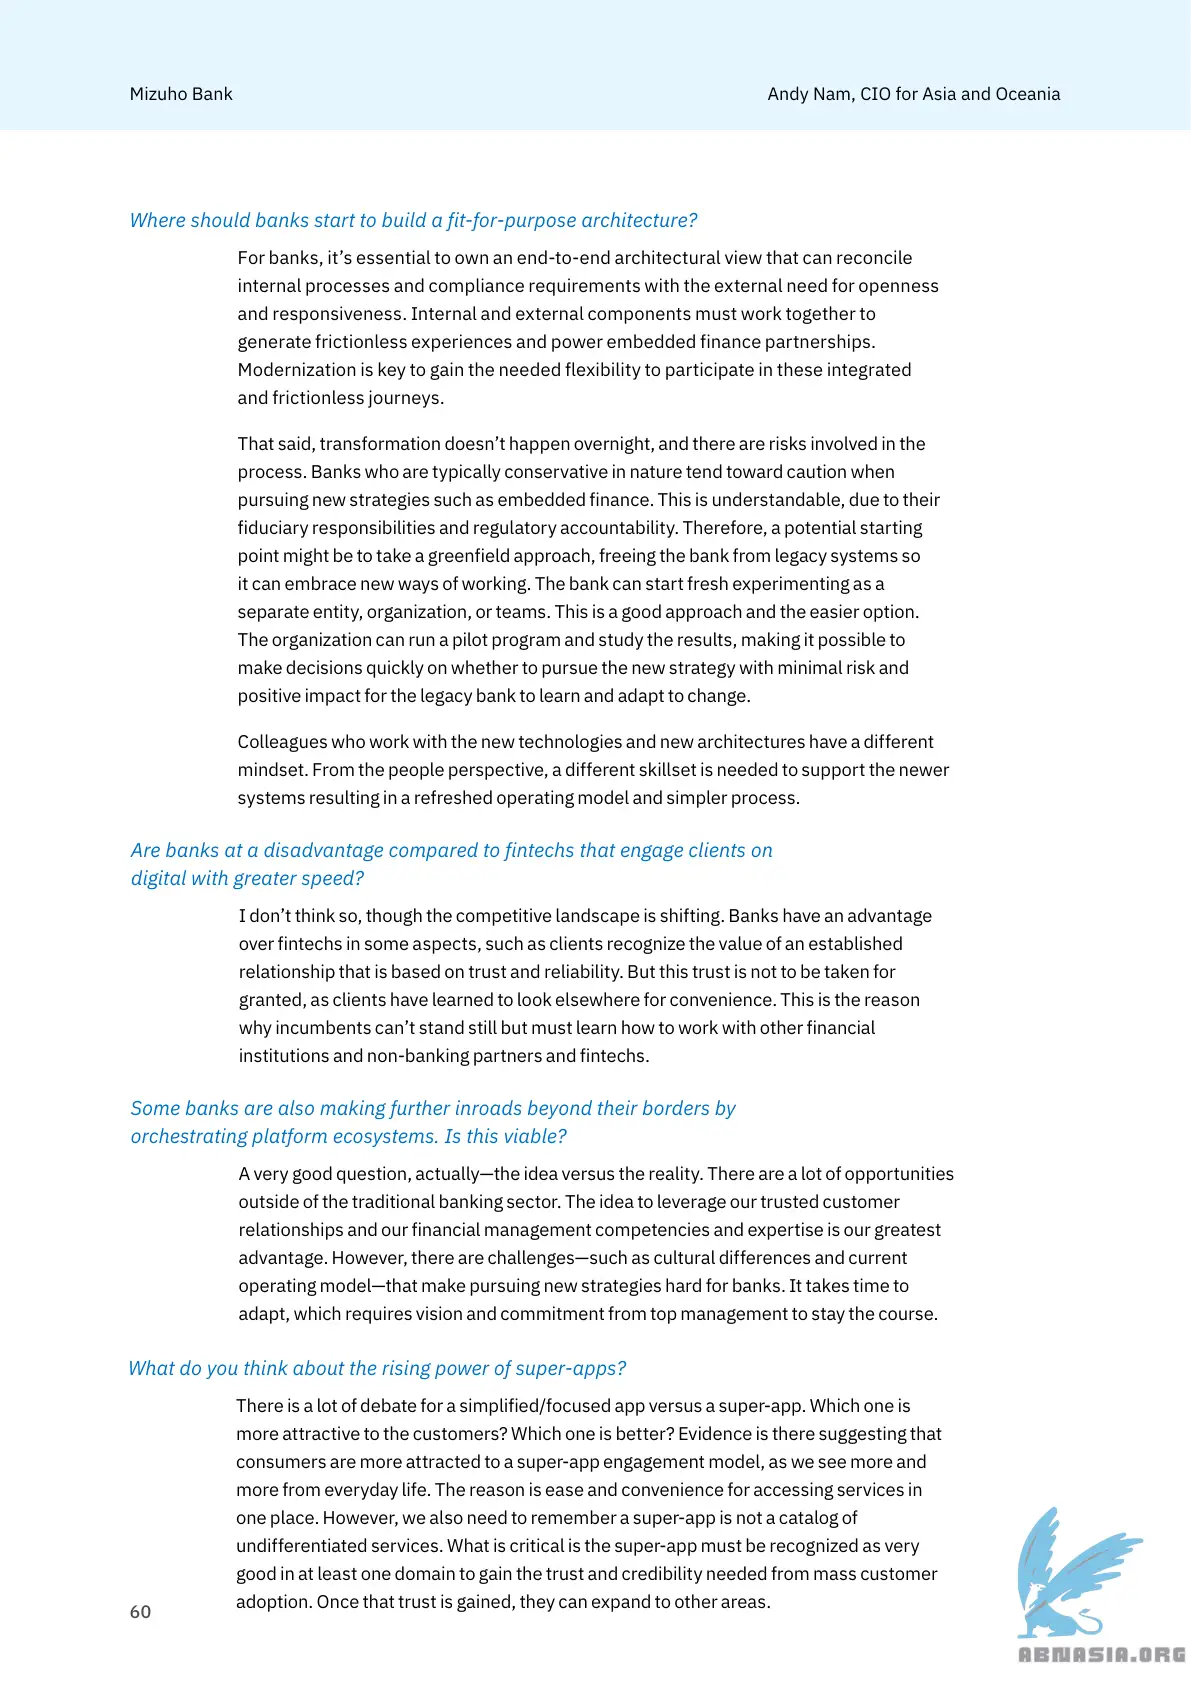 Mizuho Bank
Andy Nam, CIO for Asia and Oceania
Where should banks start to build a fit-for-purpose architecture?
For banks, it’s essential to own an end-to-end architectural view that can reconcile
internal processes and compliance requirements with the external need for openness
and responsiveness. Internal and external components must work together to
generate frictionless experiences and power embedded finance partnerships.
Modernization is key to gain the needed flexibility to participate in these integrated
and frictionless journeys.
That said, transformation doesn’t happen overnight, and there are risks involved in the
process. Banks who are typically conservative in nature tend toward caution when
pursuing new strategies such as embedded finance. This is understandable, due to their
fiduciary responsibilities and regulatory accountability. Therefore, a potential starting
point might be to take a greenfield approach, freeing the bank from legacy systems so
it can embrace new ways of working. The bank can start fresh experimenting as a
separate entity, organization, or teams. This is a good approach and the easier option.
The organization can run a pilot program and study the results, making it possible to
make decisions quickly on whether to pursue the new strategy with minimal risk and
positive impact for the legacy bank to learn and adapt to change.
Colleagues who work with the new technologies and new architectures have a different
mindset. From the people perspective, a different skillset is needed to support the newer
systems resulting in a refreshed operating model and simpler process.
Are banks at a disadvantage compared to fintechs that engage clients on
digital with greater speed?
I don’t think so, though the competitive landscape is shifting. Banks have an advantage
over fintechs in some aspects, such as clients recognize the value of an established
relationship that is based on trust and reliability. But this trust is not to be taken for
granted, as clients have learned to look elsewhere for convenience. This is the reason
why incumbents can’t stand still but must learn how to work with other financial
institutions and non-banking partners and fintechs.
Some banks are also making further inroads beyond their borders by
orchestrating platform ecosystems. Is this viable?
A very good question, actually—the idea versus the reality. There are a lot of opportunities
outside of the traditional banking sector. The idea to leverage our trusted customer
relationships and our financial management competencies and expertise is our greatest
advantage. However, there are challenges—such as cultural differences and current
operating model—that make pursuing new strategies hard for banks. It takes time to
adapt, which requires vision and commitment from top management to stay the course.
What do you think about the rising power of super-apps?
There is a lot of debate for a simplified/focused app versus a super-app. Which one is
more attractive to the customers? Which one is better? Evidence is there suggesting that
consumers are more attracted to a super-app engagement model, as we see more and
more from everyday life. The reason is ease and convenience for accessing services in
one place. However, we also need to remember a super-app is not a catalog of
undifferentiated services. What is critical is the super-app must be recognized as very
good in at least one domain to gain the trust and credibility needed from mass customer
adoption. Once that trust is gained, they can expand to other areas.
60
ABNASIA.ORG